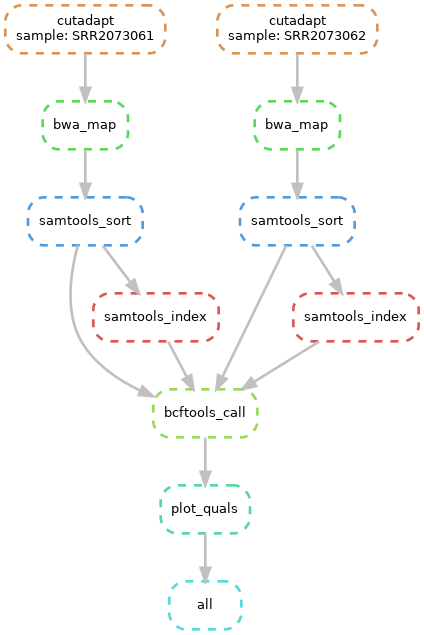 cutadapt
sample: SRR2073061
cutadapt
sample: SRR2073062
bwa_map
bwa_map
samtools_sort
samtools_sort
samtools_index
samtools_index
bcftools_call
plot_quals
all